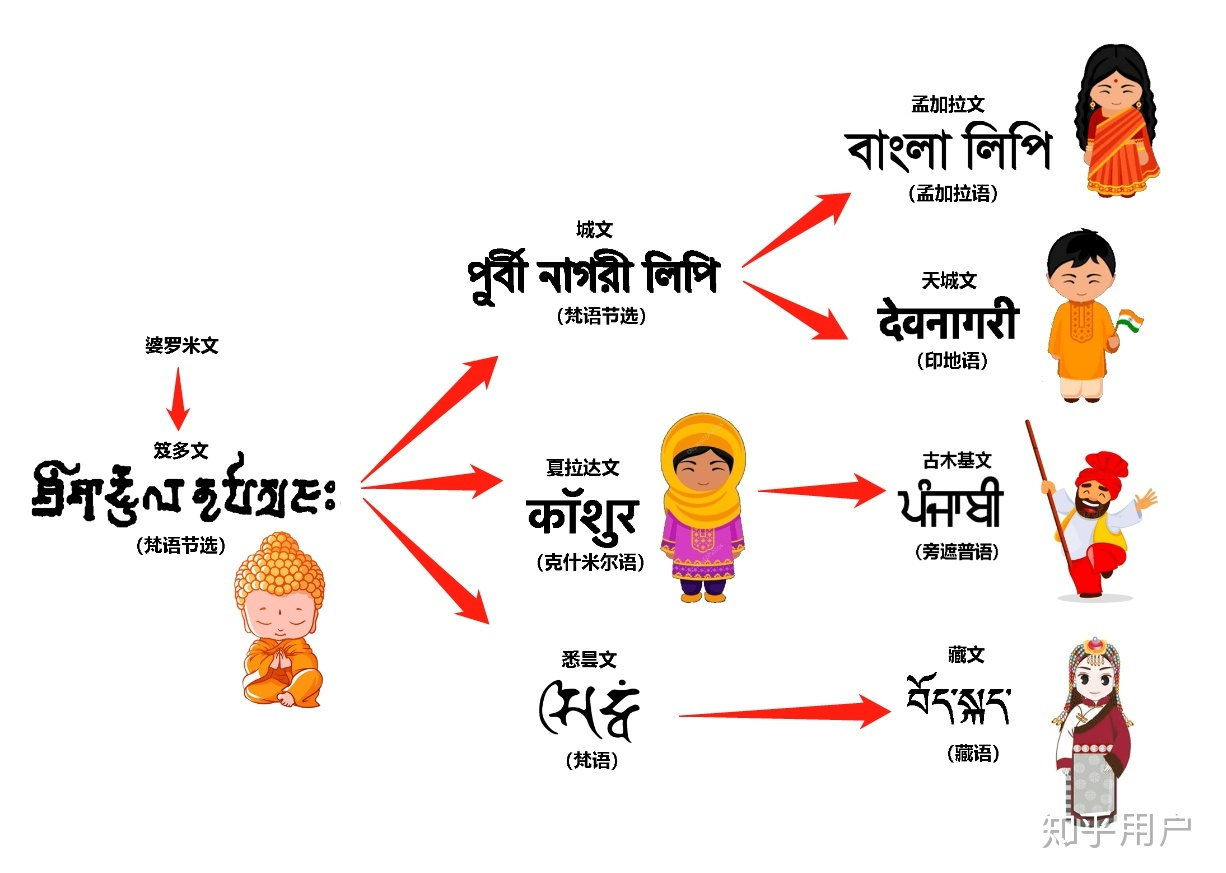 婆罗米文
笈多文
(梵语节选)
城文
পূর্বী নাগরী লিপি
(梵语节选)
夏拉达文
कॉशुर
(克什米尔语)
悉昙文
(梵语)
孟加拉文
বাংলা লিপি
(孟加拉语)
天城文
देवनागरी
(印地语)
古木基文
ਪੰਜਾਬੀ
(旁遮普语)
藏文
བོད་སྐད་
(藏语)
知乎用户